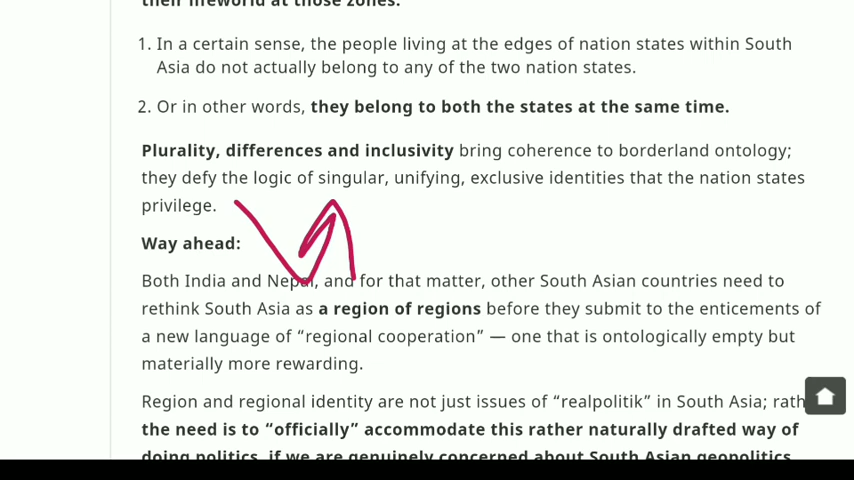 their lifeworld at those zones.
1. In a certain sense, the people living at the edges of nation states within South
Asia do not actually belong to any of the two nation states.
2. Or in other words, they belong to both the states at the same time.
Plurality, differences and inclusivity bring coherence to borderland ontology;
they defy the logic of singular, unifying, exclusive identities that the nation states
privilege.
Way ahead:
Both India and Nepal, and for that matter, other South Asian countries need to
rethink South Asia as a region of regions before they submit to the enticements of
a new language of “regional cooperation” — one that is ontologically empty but
materially more rewarding.
Region and regional identity are not just issues of “realpolitik” in South Asia; rath
the need is to “officially” accommodate this rather naturally drafted way of
doing politics, if we are genuinely concerned about South Asian geopolitics.